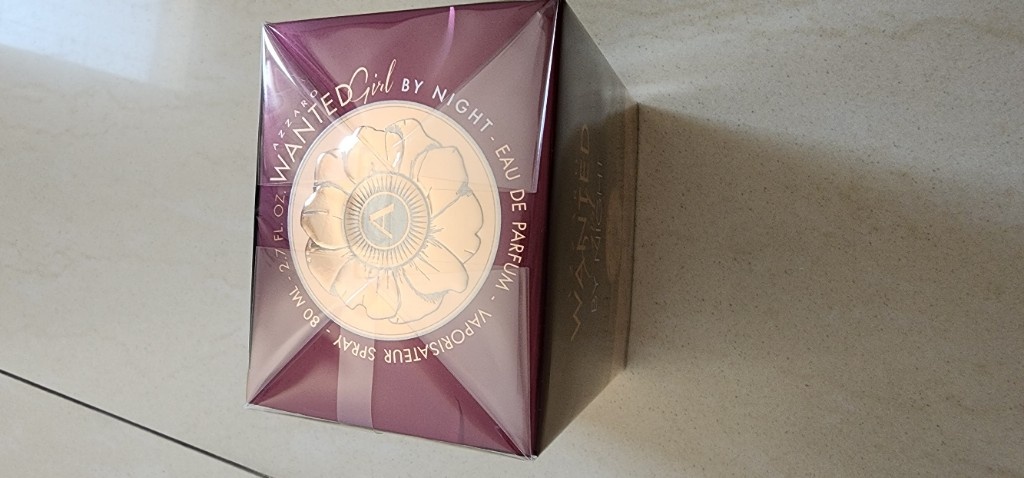 AZZARO
WANTED Girl BY NIGHT - EAU DE PARFUM - VAPORISATEUR SPRAY - 80 ML 2.7 FL. OZ.
A
WANTED